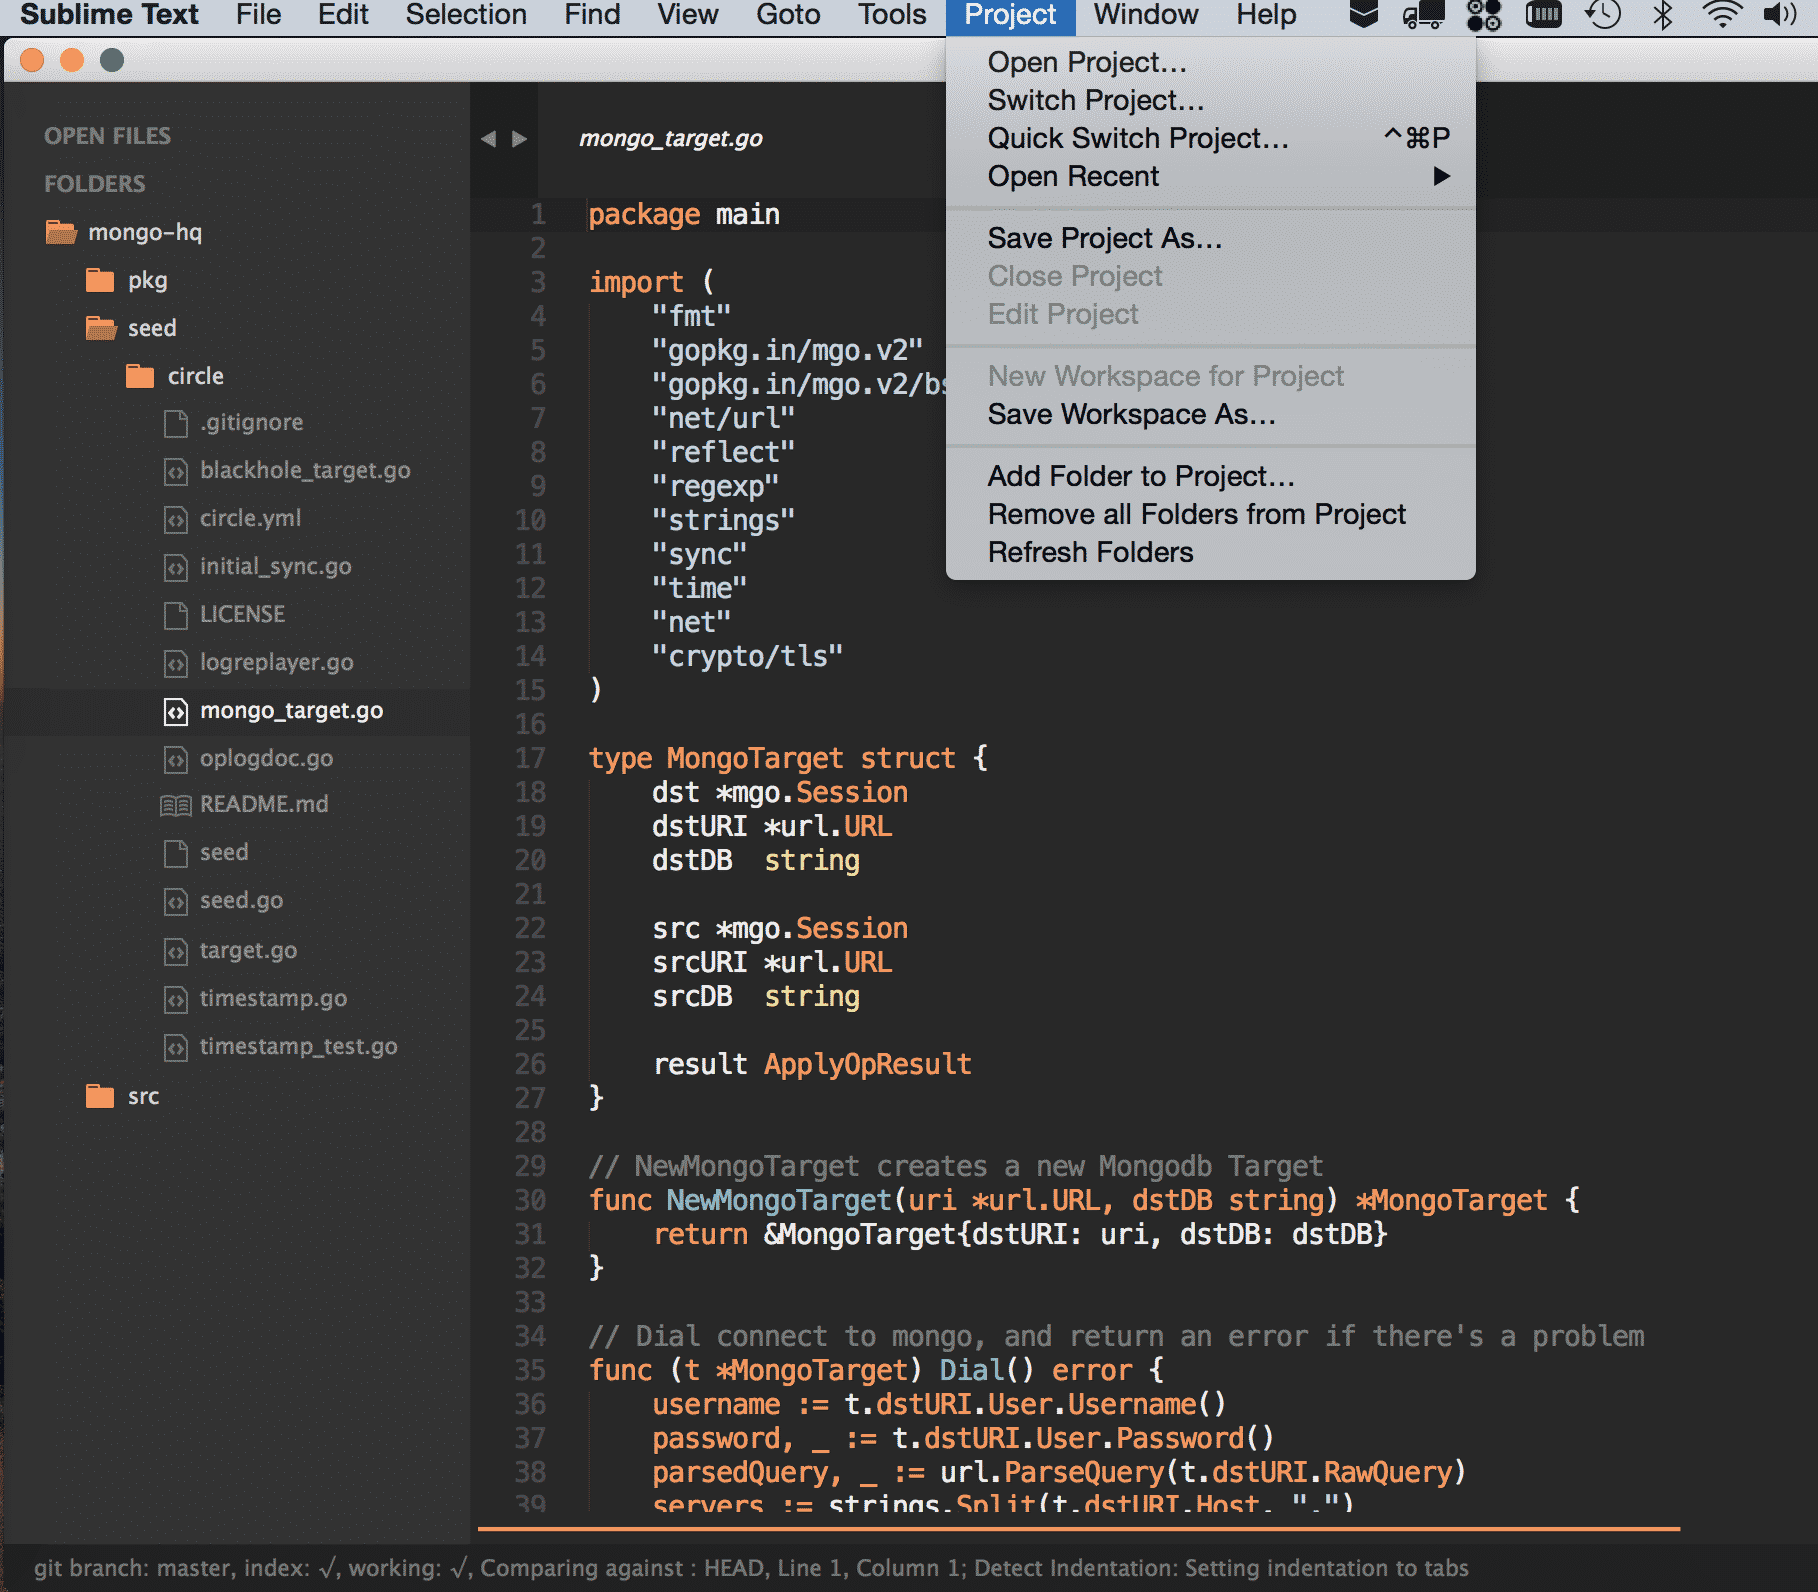 Sublime Text File Edit Selection Find View Goto Tools Project Window Help
Open Project...
Switch Project...
Quick Switch Project... ^⌘P
Open Recent ▶
Save Project As...
Close Project
Edit Project
New Workspace for Project
Save Workspace As...
Add Folder to Project...
Remove all Folders from Project
Refresh Folders
OPEN FILES
FOLDERS
mongo-hq
pkg
seed
circle
.gitignore
blackhole_target.go
circle.yml
initial_sync.go
LICENSE
logreplayer.go
mongo_target.go
oplogdoc.go
README.md
seed
seed.go
target.go
timestamp.go
timestamp_test.go
src
mongo_target.go
1 package main
2
3 import (
4 "fmt"
5 "gopkg.in/mgo.v2"
6 "gopkg.in/mgo.v2/bs
7 "net/url"
8 "reflect"
9 "regexp"
10 "strings"
11 "sync"
12 "time"
13 "net"
14 "crypto/tls"
15 )
16
17 type MongoTarget struct {
18 dst *mgo.Session
19 dstURI *url.URL
20 dstDB string
21
22 src *mgo.Session
23 srcURI *url.URL
24 srcDB string
25
26 result ApplyOpResult
27 }
28
29 // NewMongoTarget creates a new Mongodb Target
30 func NewMongoTarget(uri *url.URL, dstDB string) *MongoTarget {
31 return &MongoTarget{dstURI: uri, dstDB: dstDB}
32 }
33
34 // Dial connect to mongo, and return an error if there's a problem
35 func (t *MongoTarget) Dial() error {
36 username := t.dstURI.User.Username()
37 password, _ := t.dstURI.User.Password()
38 parsedQuery, _ := url.ParseQuery(t.dstURI.RawQuery)
39 servers := strings.Split(t.dstURI.Host, ",")
git branch: master, index: √, working: √, Comparing against : HEAD, Line 1, Column 1; Detect Indentation: Setting indentation to tabs